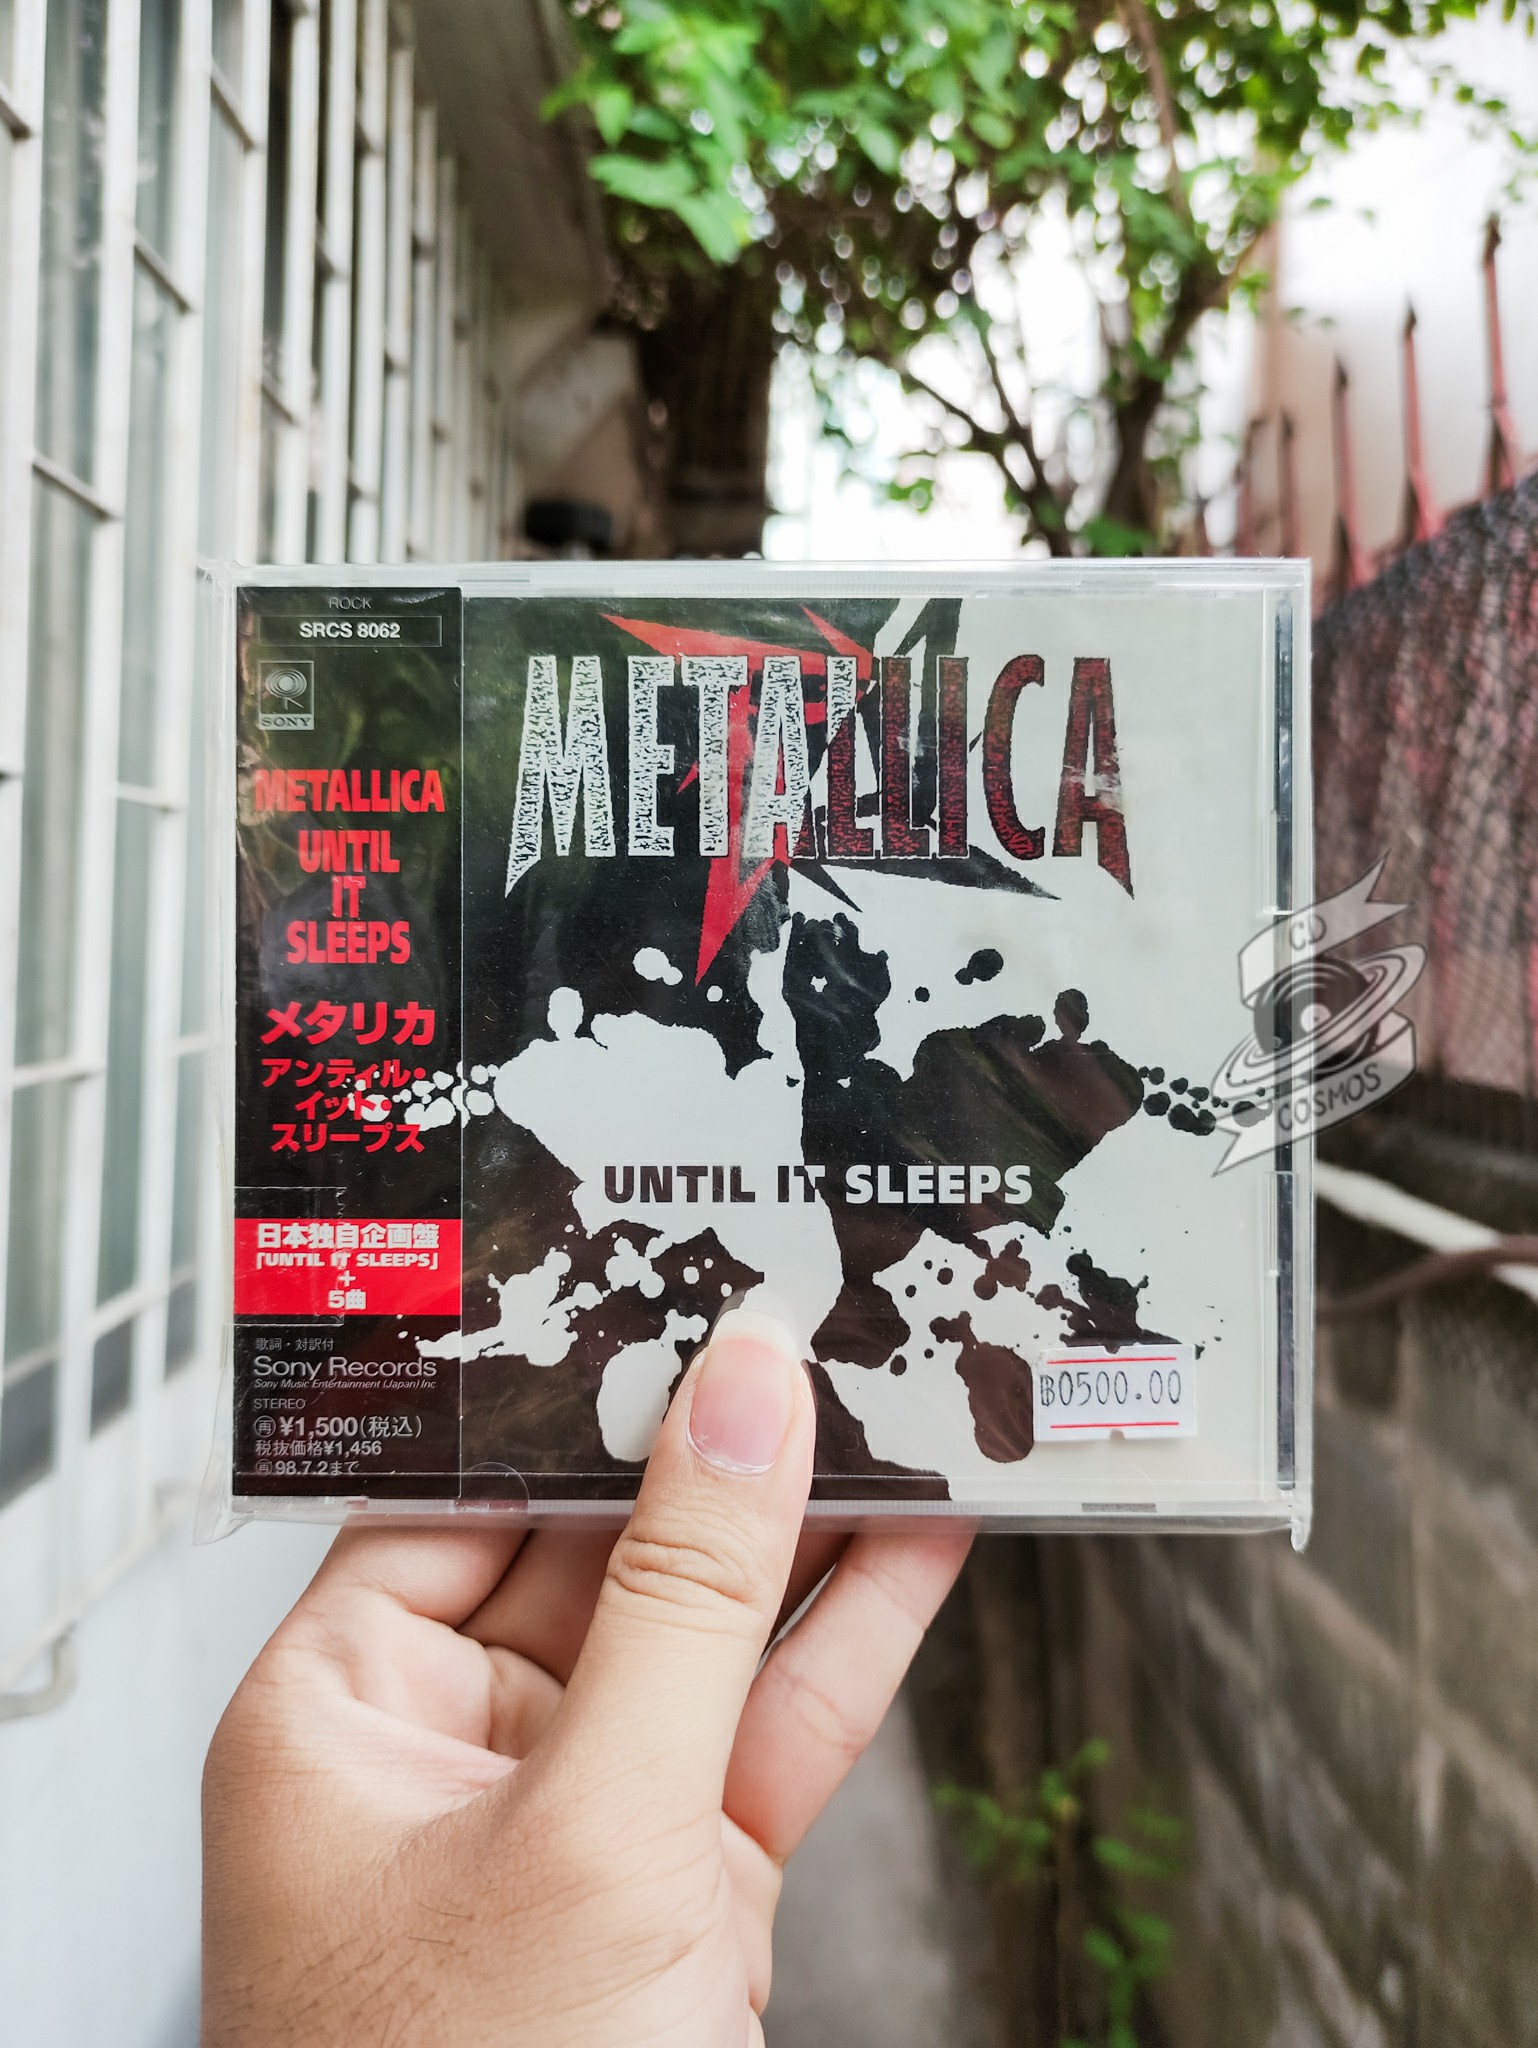 ROCK
SRCS 8062
SONY
METALLICA
UNTIL
IT
SLEEPS
メタリカ
アンティル・
イット・
スリープス
日本独自企画盤
「UNTIL IT SLEEPS」
+
5曲
歌詞・対訳付
Sony Records
Sony Music Entertainment (Japan) Inc
STEREO
再 ¥1,500(税込)
税抜価格¥1,456
再 98.7.2まで
METALLICA
UNTIL IT SLEEPS
฿0500.00
CD
COSMOS